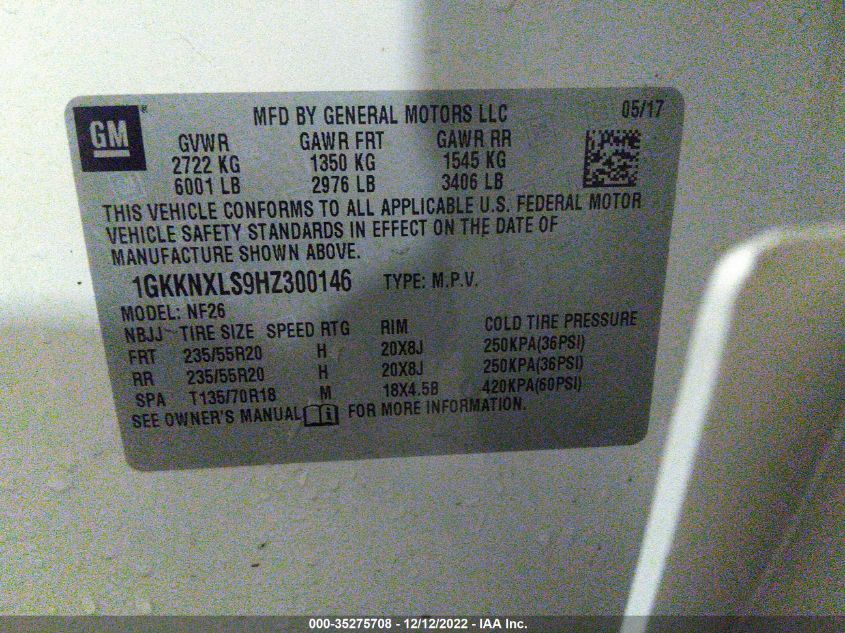 GM®
MFD BY GENERAL MOTORS LLC 05/17
GVWR GAWR FRT GAWR RR
2722 KG 1350 KG 1545 KG
6001 LB 2976 LB 3406 LB
THIS VEHICLE CONFORMS TO ALL APPLICABLE U.S. FEDERAL MOTOR
VEHICLE SAFETY STANDARDS IN EFFECT ON THE DATE OF
MANUFACTURE SHOWN ABOVE.
1GKKNXLS9HZ300146 TYPE: M.P.V.
MODEL: NF26
NBJJ TIRE SIZE SPEED RTG RIM COLD TIRE PRESSURE
FRT 235/55R20 H 20X8J 250KPA(36PSI)
RR 235/55R20 H 20X8J 250KPA(36PSI)
SPA T135/70R18 M 18X4.5B 420KPA(60PSI)
SEE OWNER'S MANUAL FOR MORE INFORMATION.
000-35275708 - 12/12/2022 - IAA Inc.